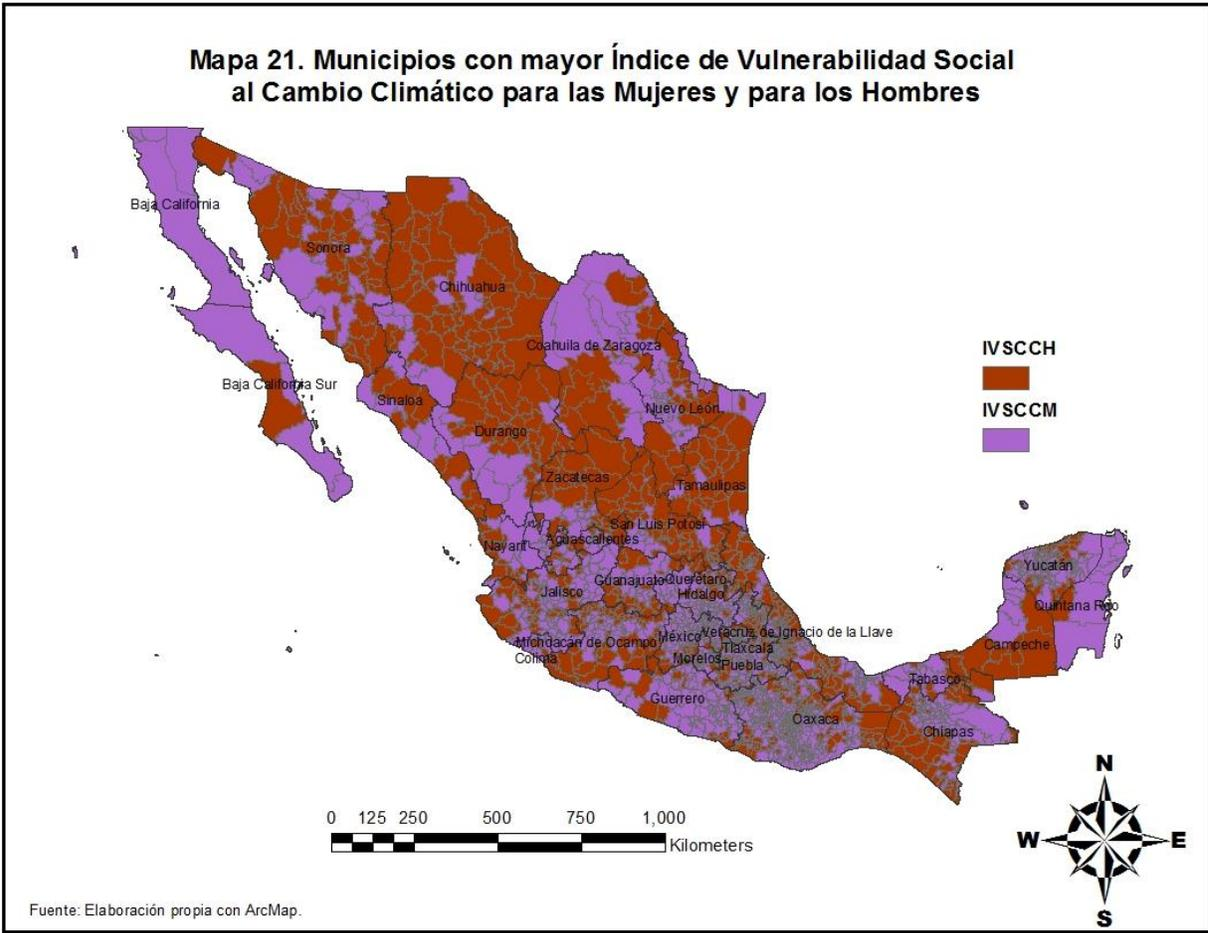 Mapa 21. Municipios con mayor Índice de Vulnerabilidad Social
al Cambio Climático para las Mujeres y para los Hombres
Baja California
Sonora
Chihuahua
Coahuila de Zaragoza
Baja California Sur
Sinaloa
Nuevo León
Durango
Zacatecas
Tamaulipas
San Luis Potosí
Nayarit
Aguascalientes
Guanajuato
Querétaro
Hidalgo
Jalisco
Michoacán de Ocampo
México
Veracruz de Ignacio de la Llave
Tlaxcala
Colima
Morelos
Puebla
Guerrero
Oaxaca
Yucatán
Quintana Roo
Campeche
Tabasco
Chiapas
IVSCCH
IVSCCM
0 125 250 500 750 1,000
Kilometers
N
W
E
S
Fuente: Elaboración propia con ArcMap.